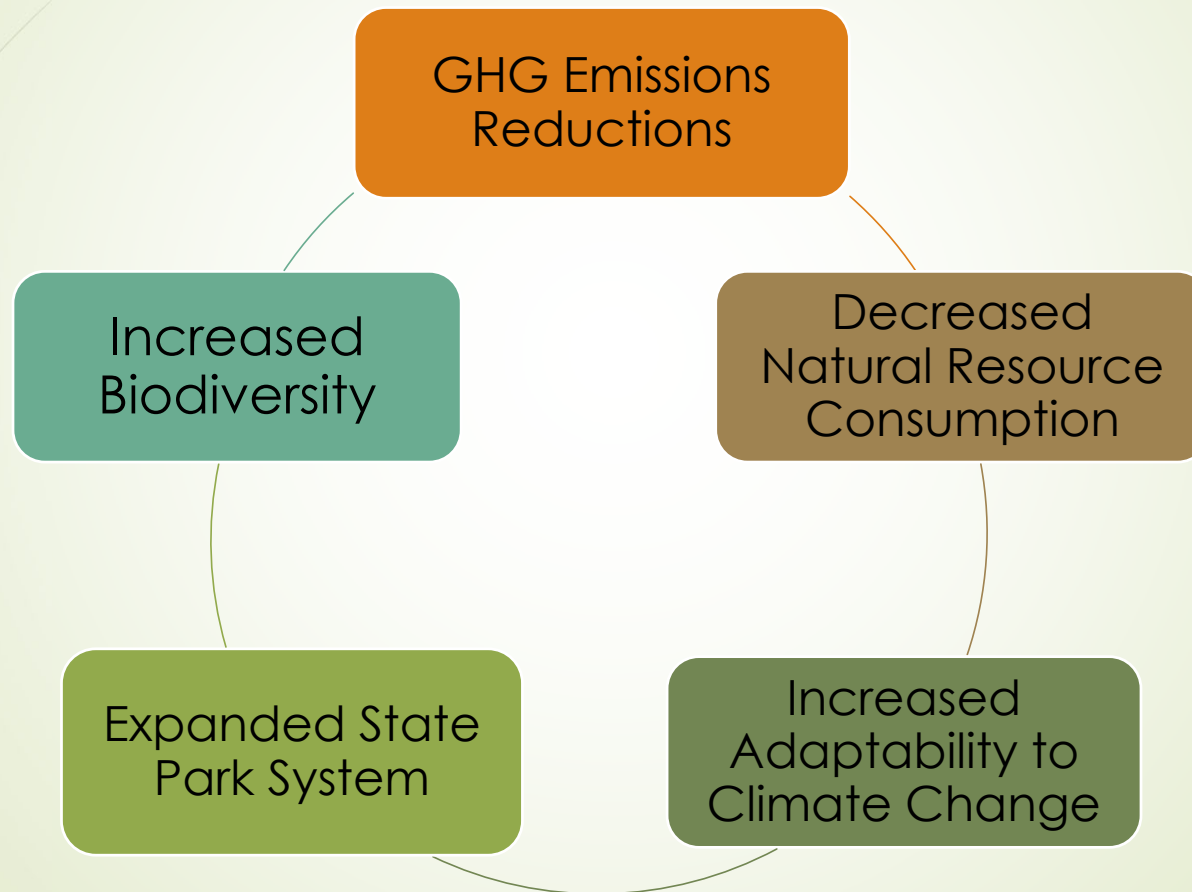 GHG Emissions
Reductions
Decreased
Natural Resource
Consumption
Increased
Adaptability to
Climate Change
Expanded State
Park System
Increased
Biodiversity